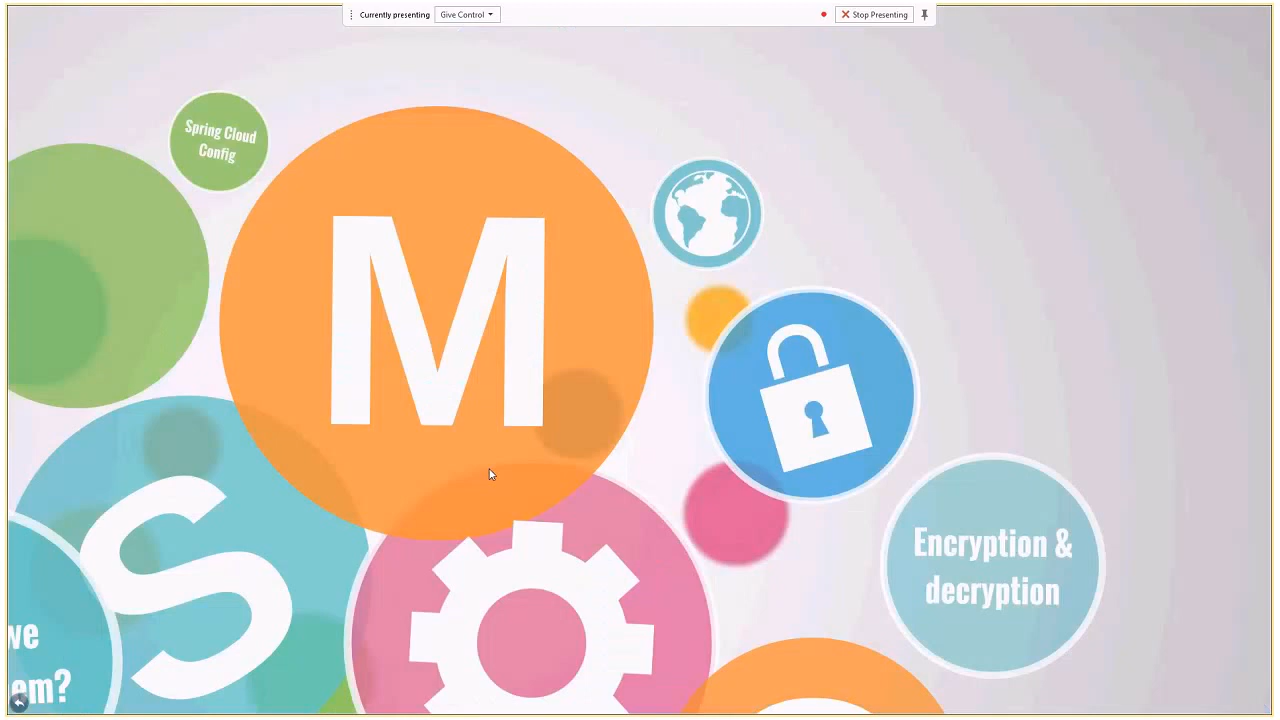 Currently presenting
Give Control
Stop Presenting
Spring Cloud
Config
M
S
Encryption &
decryption
we
em?